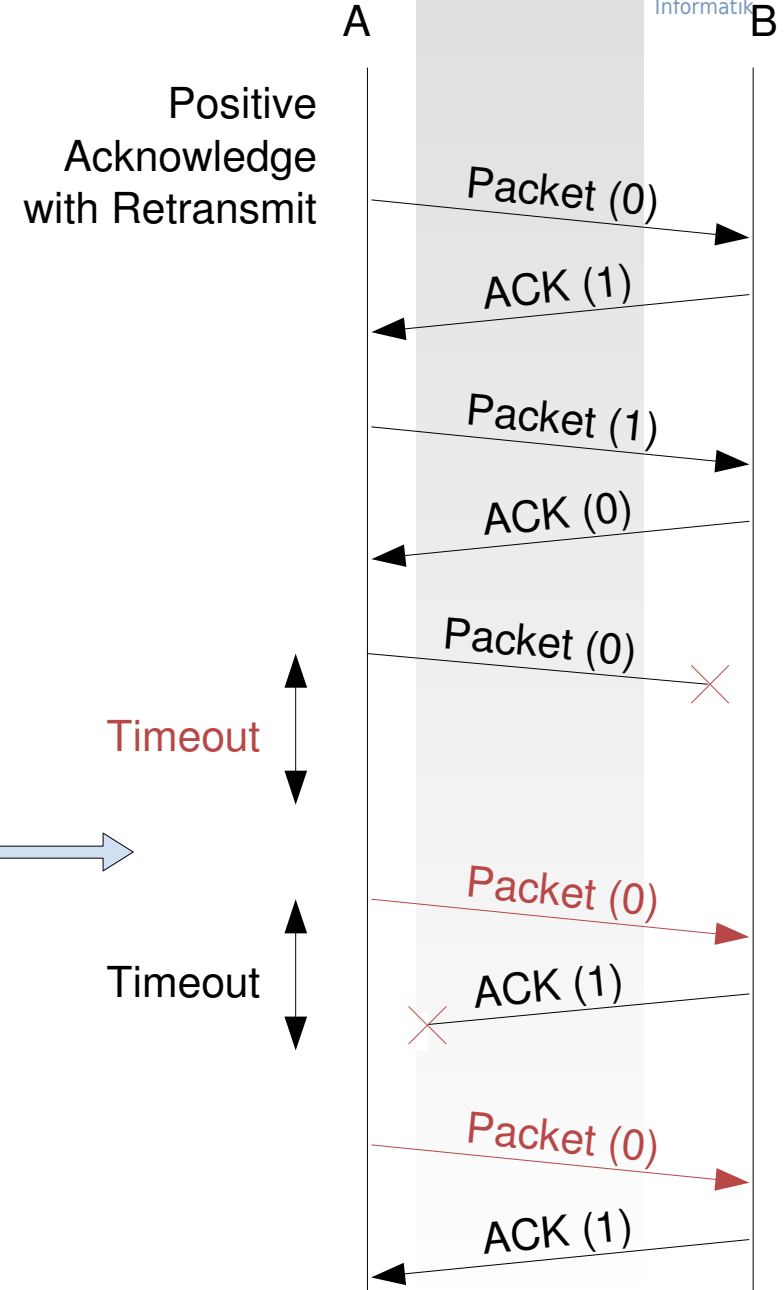 Informatik
A
B
Positive
Acknowledge
with Retransmit
Packet (0)
ACK (1)
Packet (1)
ACK (0)
Packet (0)
Timeout
Packet (0)
Timeout
ACK (1)
Packet (0)
ACK (1)